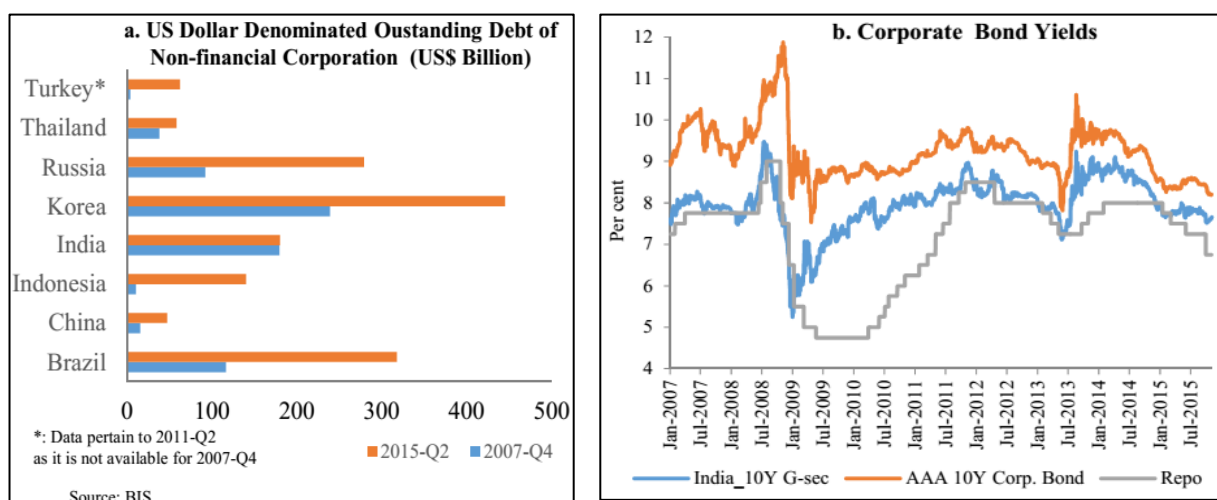 a. US Dollar Denominated Oustanding Debt of
Non-financial Corporation (US$ Billion)
Turkey*
Thailand
Russia
Korea
India
Indonesia
China
Brazil
0 100 200 300 400 500
*: Data pertain to 2011-Q2
as it is not available for 2007-Q4
2015-Q2 2007-Q4
Source: BIS
b. Corporate Bond Yields
Per cent
12
11
10
9
8
7
6
5
4
Jan-2007
Jul-2007
Jan-2008
Jul-2008
Jan-2009
Jul-2009
Jan-2010
Jul-2010
Jan-2011
Jul-2011
Jan-2012
Jul-2012
Jan-2013
Jul-2013
Jan-2014
Jul-2014
Jan-2015
Jul-2015
India_10Y G-sec AAA 10Y Corp. Bond Repo